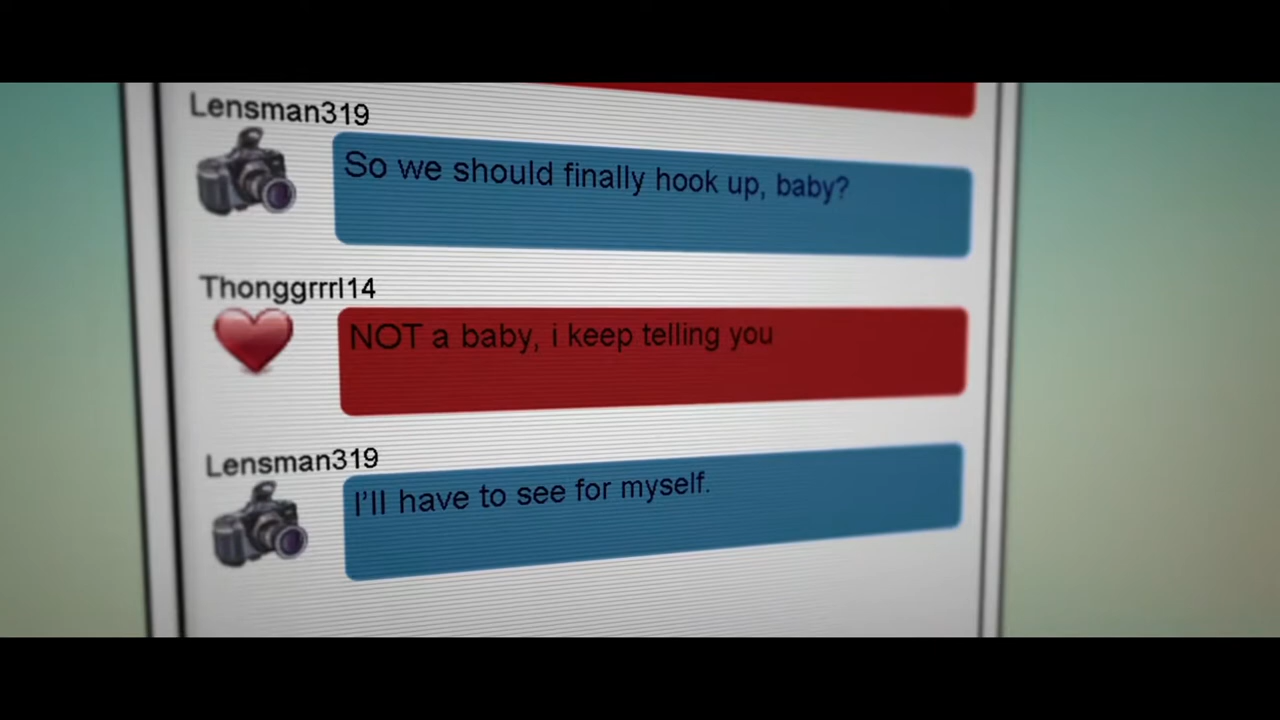 Lensman319
So we should finally hook up, baby?
Thonggrrrl14
NOT a baby, i keep telling you
Lensman319
I'll have to see for myself.